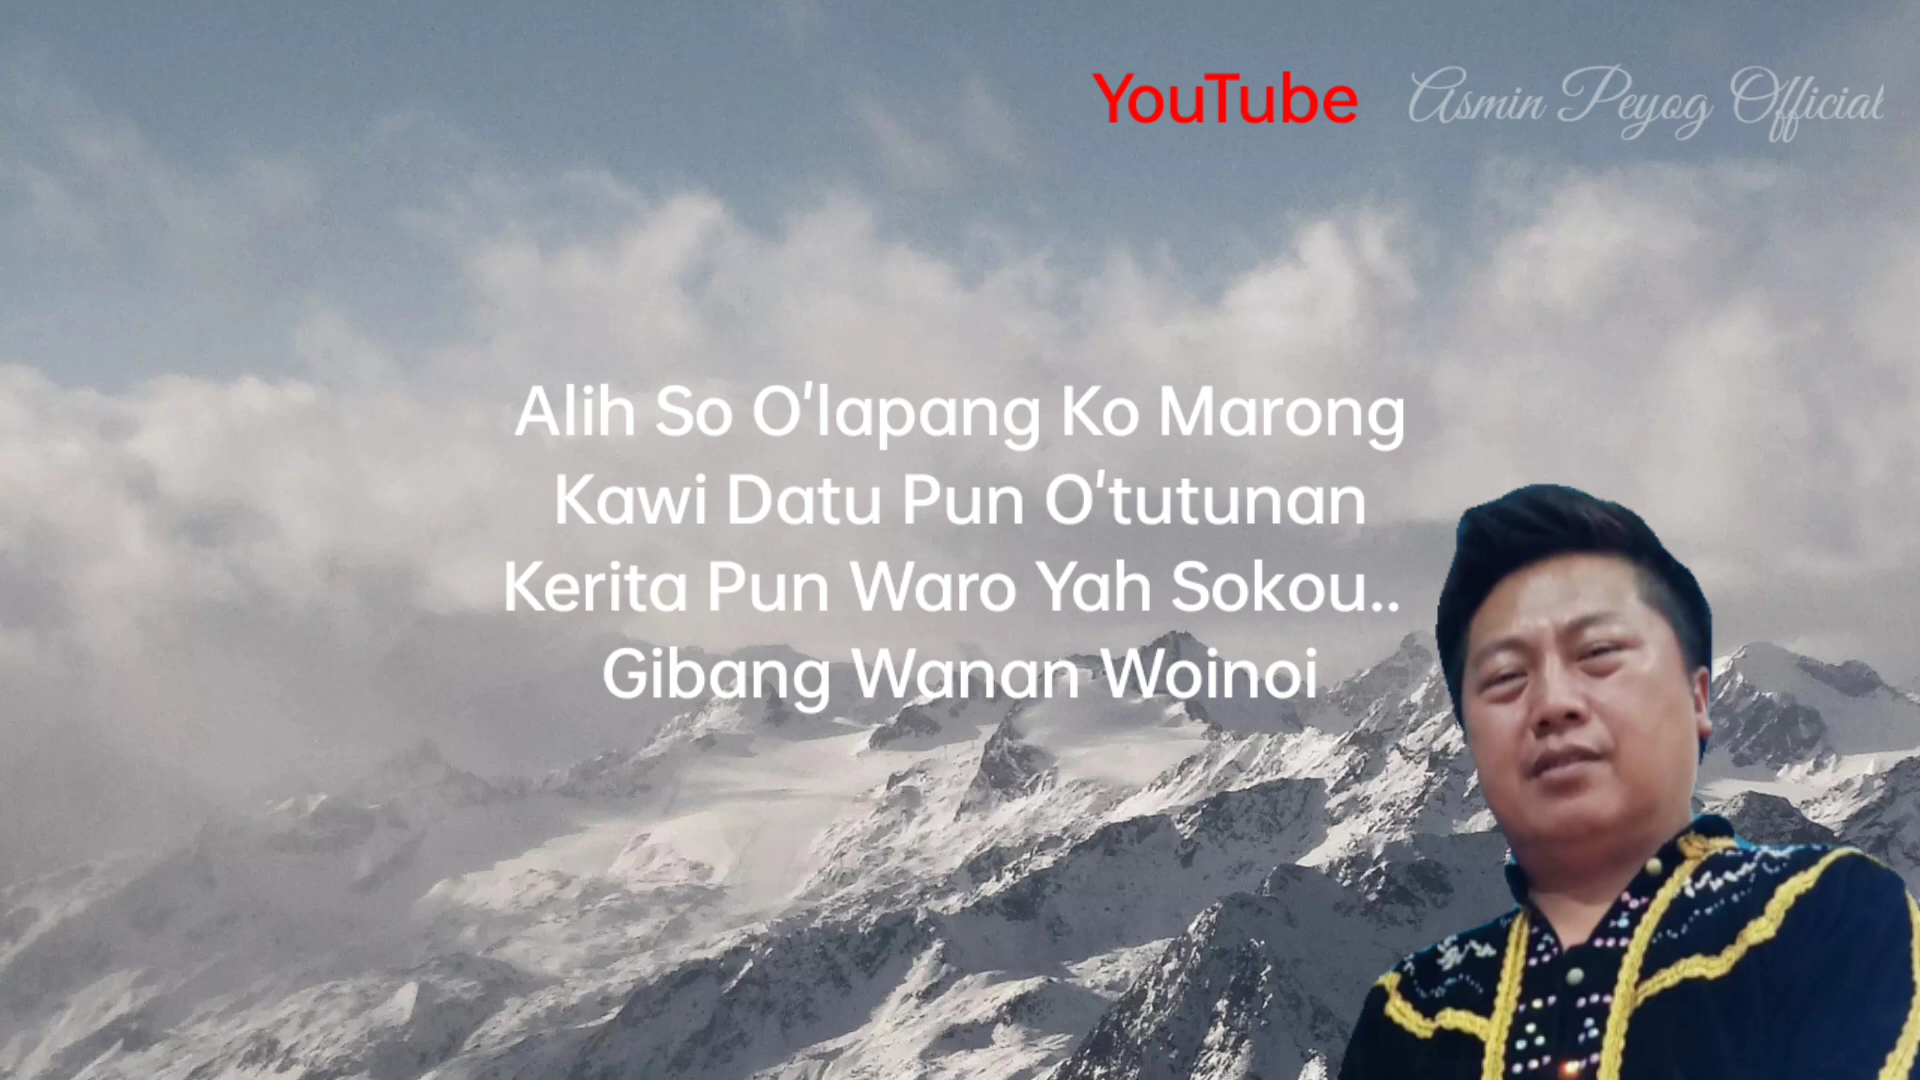 YouTube Asmin Peyog Official
Alih So O'lapang Ko Marong
Kawi Datu Pun O'tutunan
Kerita Pun Waro Yah Sokou..
Gibang Wanan Woinoi